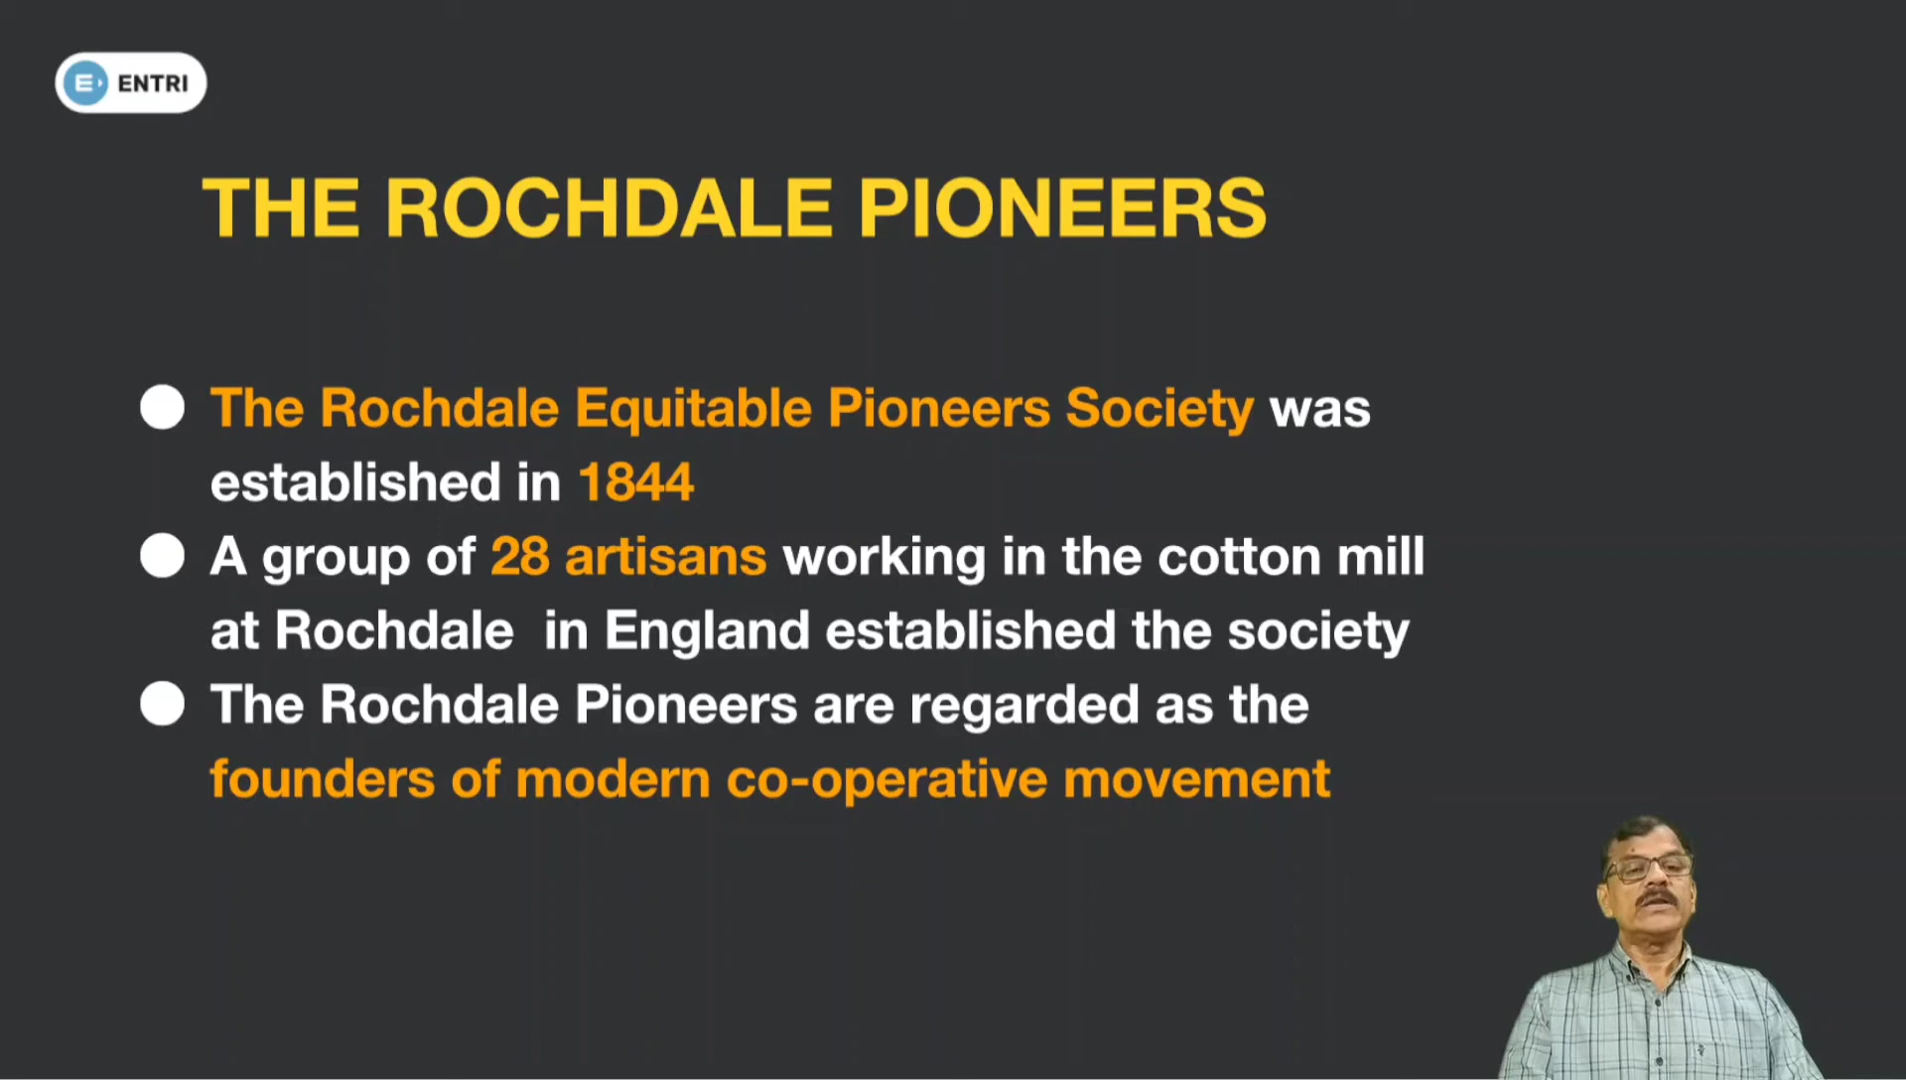 ENTRI
THE ROCHDALE PIONEERS
The Rochdale Equitable Pioneers Society was
established in 1844
A group of 28 artisans working in the cotton mill
at Rochdale in England established the society
The Rochdale Pioneers are regarded as the
founders of modern co-operative movement